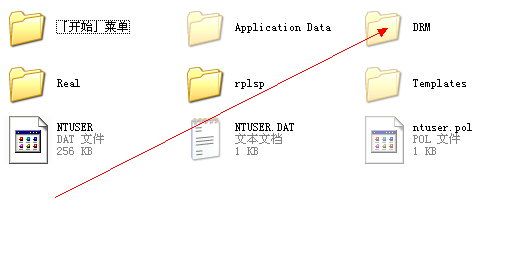 「开始」菜单
Application Data
DRM
Real
rplsp
Templates
NTUSER
DAT 文件
256 KB
NTUSER.DAT
文本文档
1 KB
ntuser.pol
POL 文件
1 KB